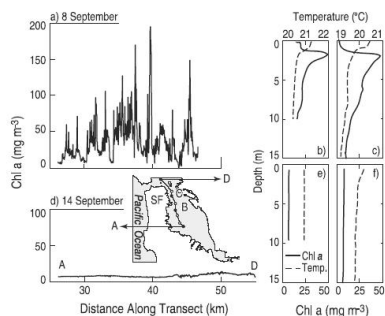 a) 8 September
200
150
100
50
0
Chl a (mg m-3)
D
Pacific Ocean
SF
S
B
A
d) 14 September
50
0
A
D
30
40
50
60
Distance Along Transect (km)
Temperature (°C)
20 21 22
19 20 21
0
5
10
15
b)
c)
Depth (m)
0
5
10
15
e)
f)
Chl a
Temp.
0 25 50
0 25 50
Chl a (mg m-3)